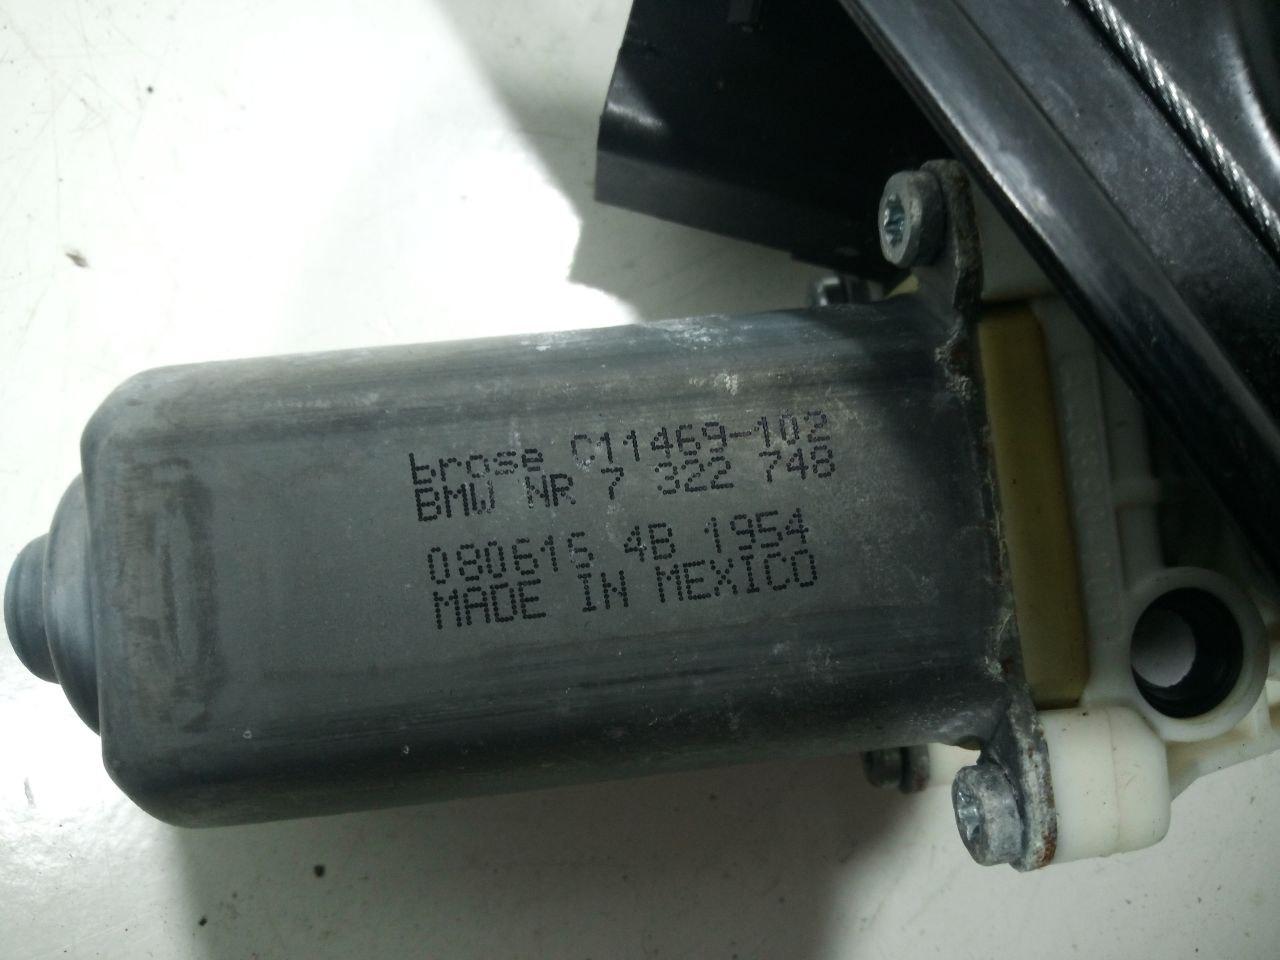 brose C11469-102
BMW NR 7 322 748
080616 4B 1954
MADE IN MEXICO